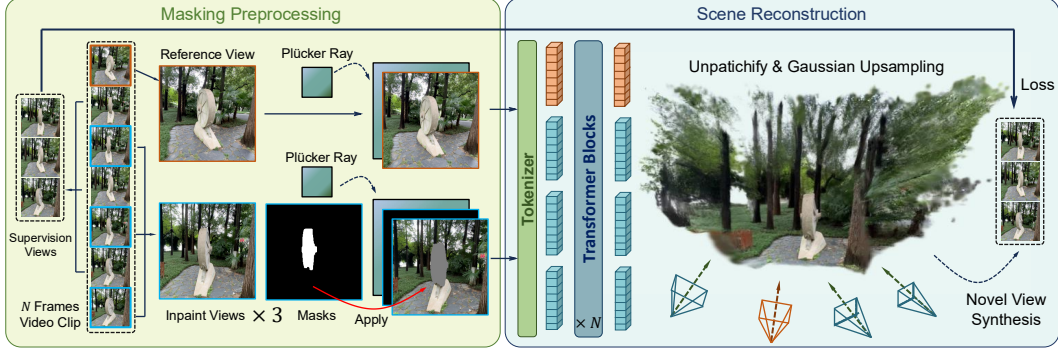 Masking Preprocessing
Scene Reconstruction
Reference View
Plücker Ray
Unpatchify & Gaussian Upsampling
Loss
Plücker Ray
Tokenizer
Transformer Blocks
× N
Supervision
Views
N Frames
Video Clip
Inpaint Views × 3
Masks
Apply
Novel View
Synthesis